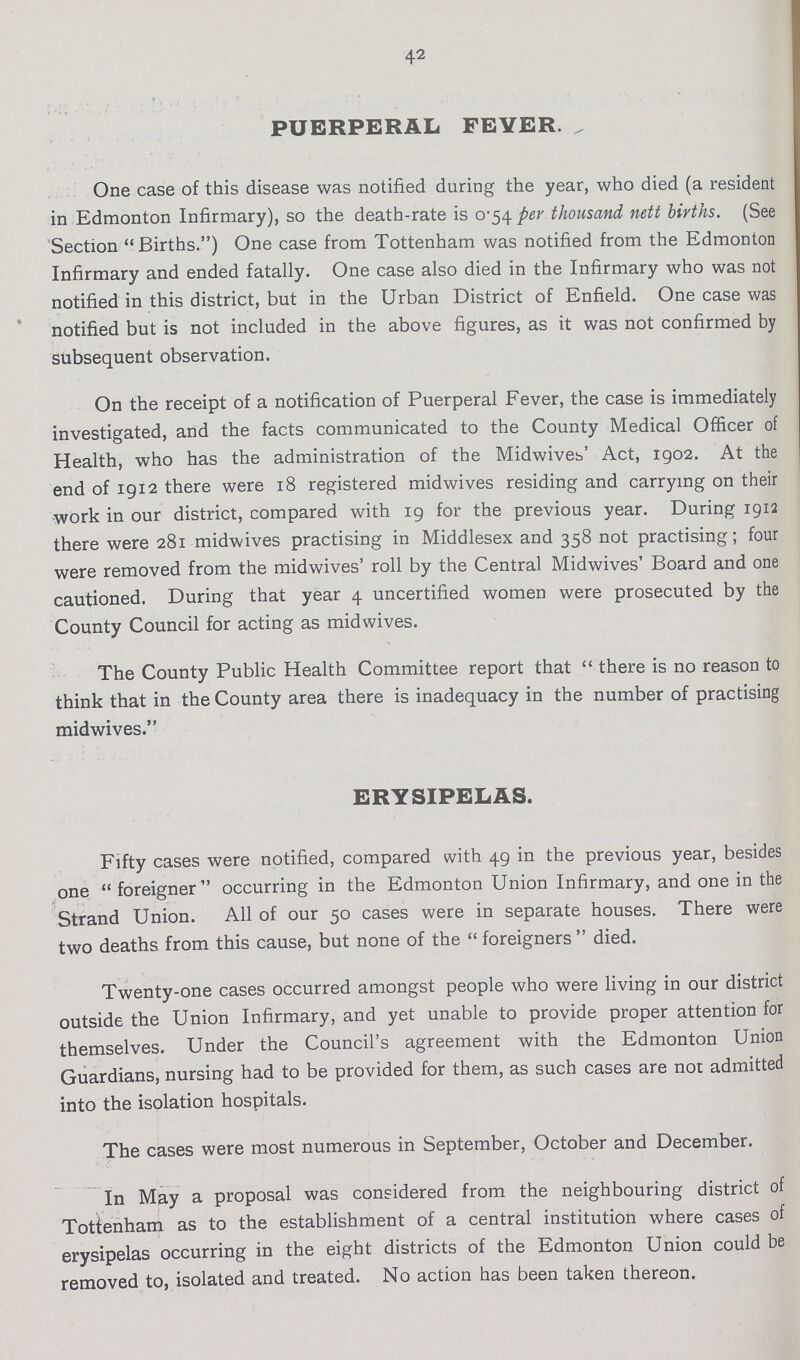 42
PUERPERAL FEVER.
One case of this disease was notified during the year, who died (a resident
in Edmonton Infirmary), so the death-rate is 0·54 per thousand nett births. (See
Section "Births.") One case from Tottenham was notified from the Edmonton
Infirmary and ended fatally. One case also died in the Infirmary who was not
notified in this district, but in the Urban District of Enfield. One case was
notified but is not included in the above figures, as it was not confirmed by
subsequent observation.
On the receipt of a notification of Puerperal Fever, the case is immediately
investigated, and the facts communicated to the County Medical Officer of
Health, who has the administration of the Midwives' Act, 1902. At the
end of 1912 there were 18 registered midwives residing and carrying on their
work in our district, compared with 19 for the previous year. During 1912
there were 281 midwives practising in Middlesex and 358 not practising; four
were removed from the midwives' roll by the Central Midwives' Board and one
cautioned. During that year 4 uncertified women were prosecuted by the
County Council for acting as midwives.
The County Public Health Committee report that "there is no reason to
think that in the County area there is inadequacy in the number of practising
midwives."
ERYSIPELAS.
Fifty cases were notified, compared with 49 in the previous year, besides
one "foreigner" occurring in the Edmonton Union Infirmary, and one in the
Strand Union. All of our 50 cases were in separate houses. There were
two deaths from this cause, but none of the "foreigners" died.
Twenty-one cases occurred amongst people who were living in our district
outside the Union Infirmary, and yet unable to provide proper attention for
themselves. Under the Council's agreement with the Edmonton Union
Guardians, nursing had to be provided for them, as such cases are not admitted
into the isolation hospitals.
The cases were most numerous in September, October and December.
In May a proposal was considered from the neighbouring district of
Tottenham as to the establishment of a central institution where cases of
erysipelas occurring in the eight districts of the Edmonton Union could be
removed to, isolated and treated. No action has been taken thereon.